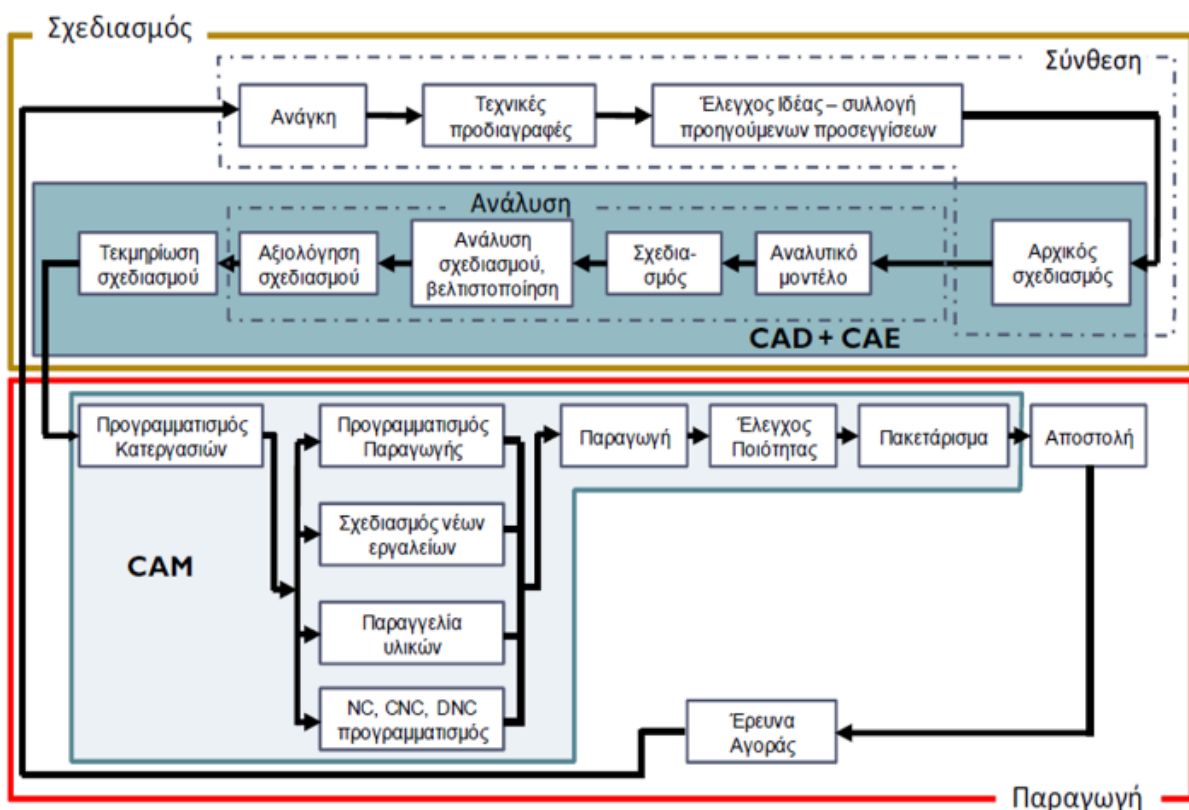 Σχεδιασμός
Σύνθεση
Ανάγκη
Τεχνικές
προδιαγραφές
Έλεγχος Ιδέας – συλλογή
προηγούμενων προσεγγίσεων
Ανάλυση
Τεκμηρίωση
σχεδιασμού
Αξιολόγηση
σχεδιασμού
Ανάλυση
σχεδιασμού,
βελτιστοποίηση
Σχεδια-
σμός
Αναλυτικό
μοντέλο
Αρχικός
σχεδιασμός
CAD + CAE
Προγραμματισμός
Κατεργασιών
Προγραμματισμός
Παραγωγής
Παραγωγή
Έλεγχος
Ποιότητας
Πακετάρισμα
Αποστολή
Σχεδιασμός νέων
εργαλείων
CAM
Παραγγελία
υλικών
NC, CNC, DNC
προγραμματισμός
Έρευνα
Αγοράς
Παραγωγή